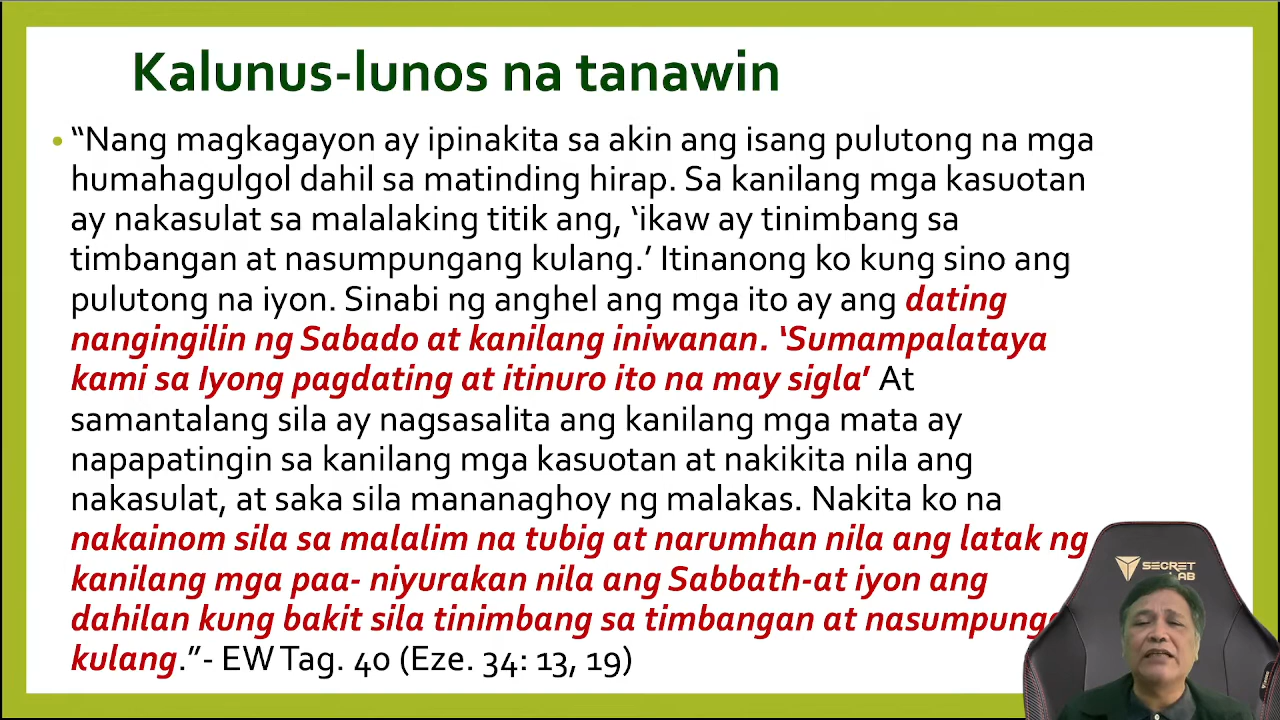 Kalunus-lunos na tanawin
• “Nang magkagayon ay ipinakita sa akin ang isang pulutong na mga
humahagulgol dahil sa matinding hirap. Sa kanilang mga kasuotan
ay nakasulat sa malalaking titik ang, ‘ikaw ay tinimbang sa
timbangan at nasumpungang kulang.’ Itinanong ko kung sino ang
pulutong na iyon. Sinabi ng anghel ang mga ito ay ang dating
nangingilin ng Sabado at kanilang iniwanan. ‘Sumampalataya
kami sa Iyong pagdating at itinuro ito na may sigla’ At
samantalang sila ay nagsasalita ang kanilang mga mata ay
napapatingin sa kanilang mga kasuotan at nakikita nila ang
nakasulat, at saka sila mananaghoy ng malakas. Nakita ko na
nakainom sila sa malalim na tubig at narumhan nila ang latak ng
kanilang mga paa- niyurakan nila ang Sabbath-at iyon ang
dahilan kung bakit sila tinimbang sa timbangan at
kulang.”- EW Tag. 40 (Eze. 34: 13, 19)
SECRET